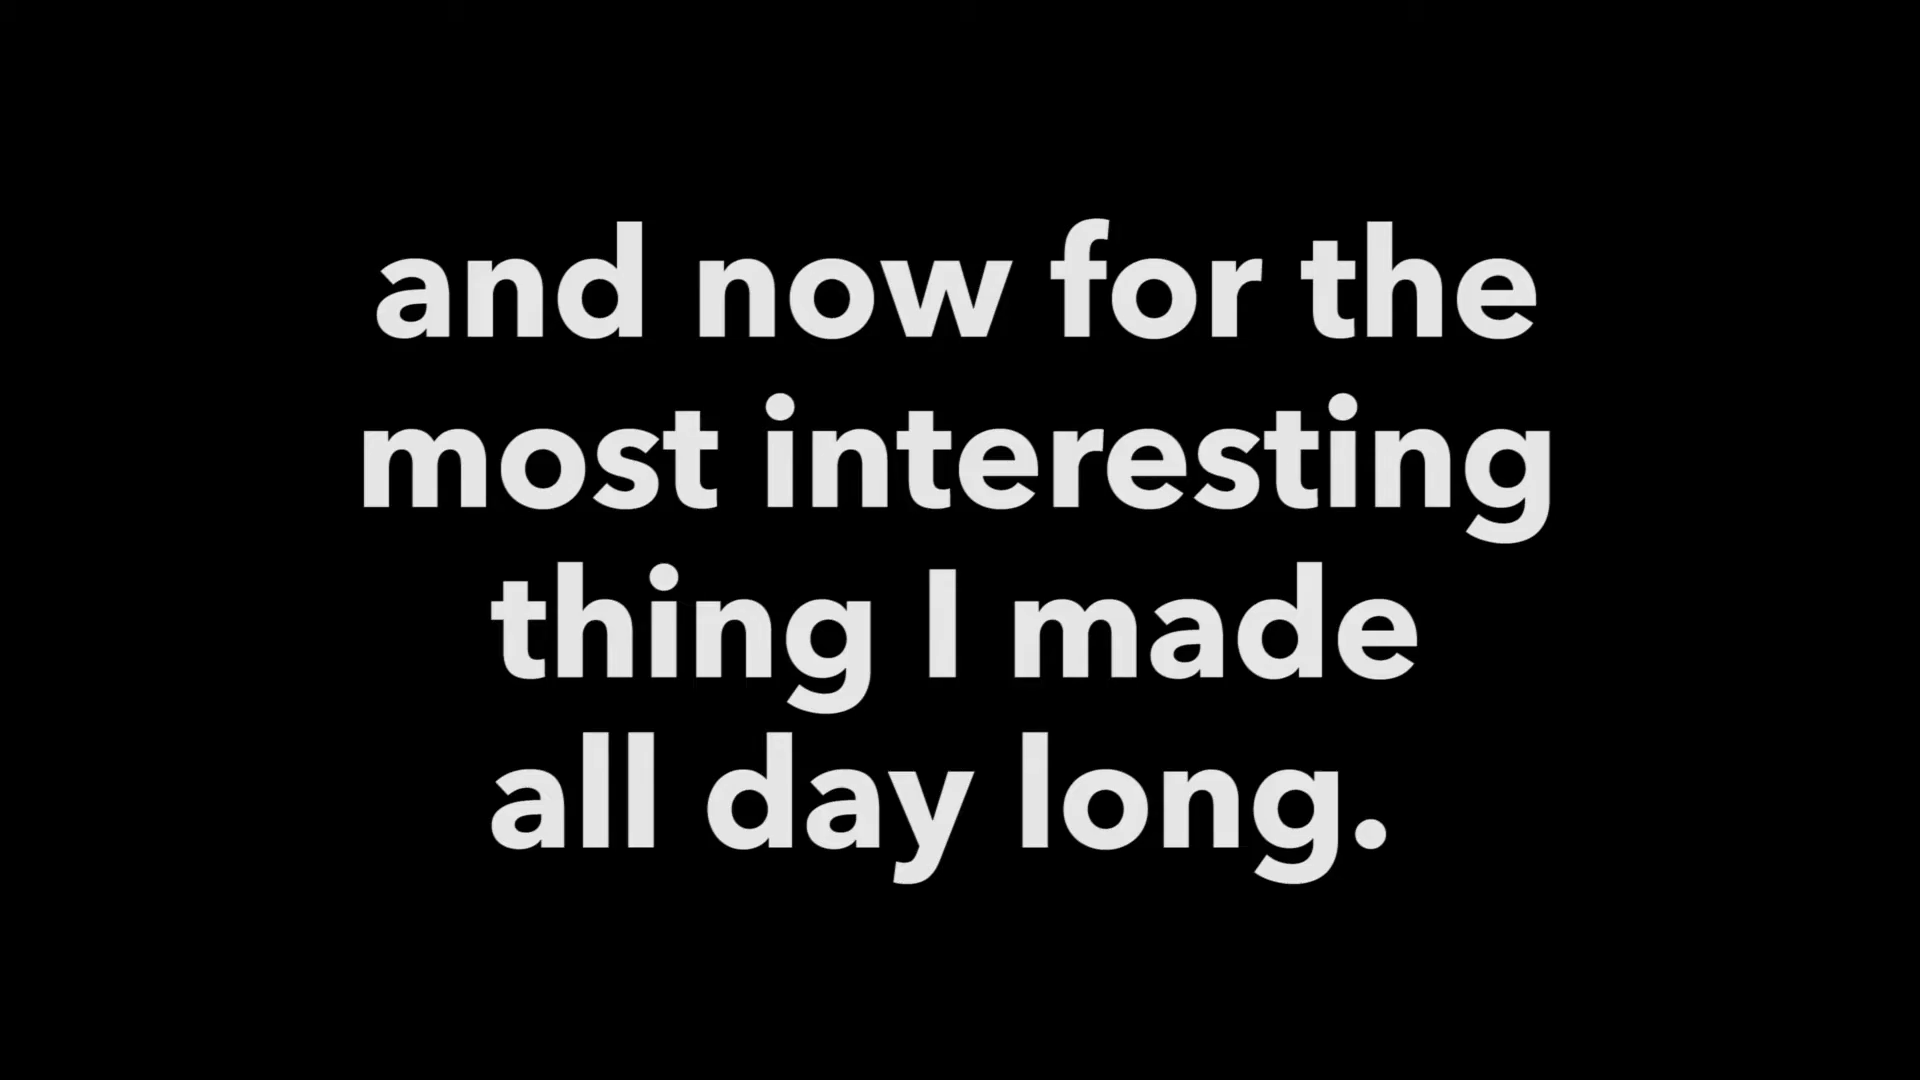 and now for the
most interesting
thing I made
all day long.